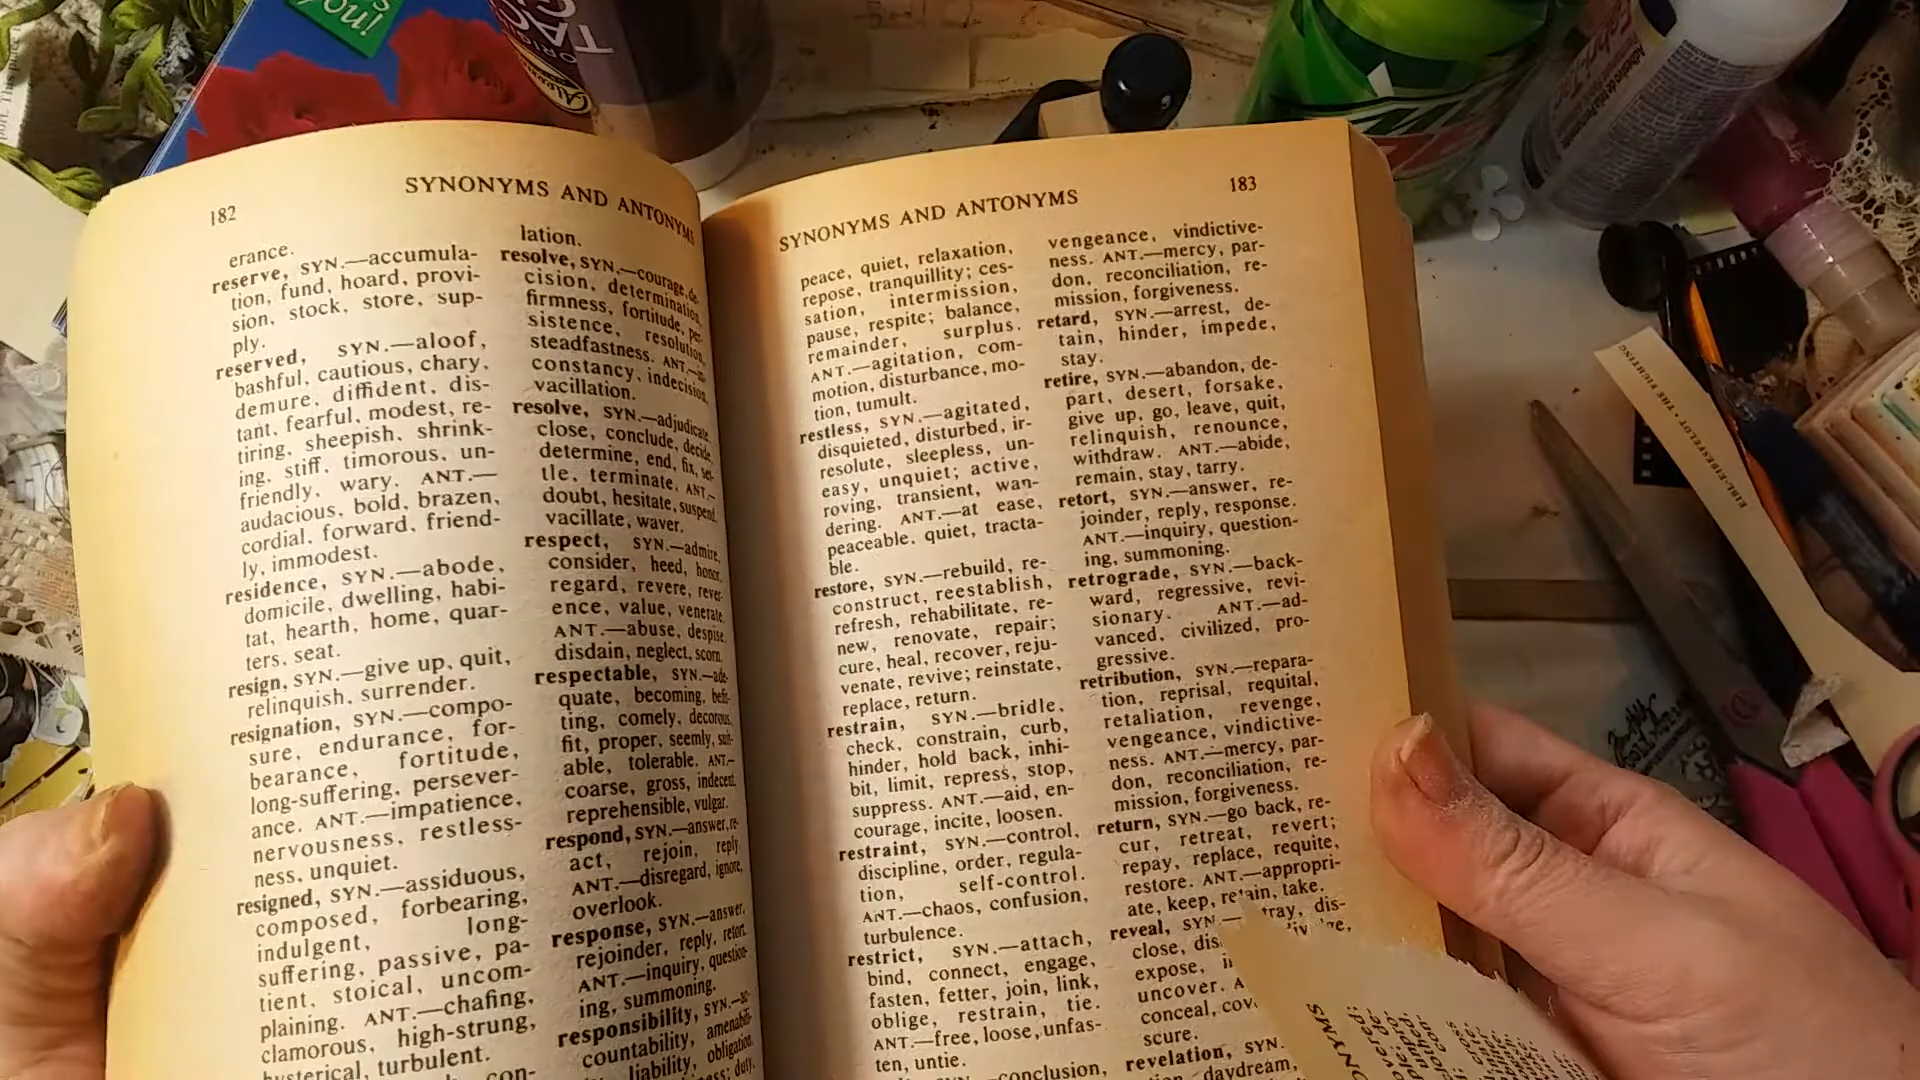 182
SYNONYMS AND ANTONYMS
erance.
reserve, SYN.—accumula-
tion, fund, hoard, provi-
sion, stock, store, sup-
ply.
reserved, SYN.—aloof,
bashful, cautious, chary,
demure, diffident, dis-
tant, fearful, modest, re-
tiring, sheepish, shrink-
ing, stiff, timorous, un-
friendly, wary. ANT.—
audacious, bold, brazen,
cordial, forward, friend-
ly, immodest.
residence, SYN.—abode,
domicile, dwelling, habi-
tat, hearth, home, quar-
ters, seat.
resign, SYN.—give up, quit,
relinquish, surrender.
resignation, SYN.—compo-
sure, endurance, for-
bearance, fortitude,
long-suffering, persever-
ance. ANT.—impatience,
nervousness, restless-
ness, unquiet.
resigned, SYN.—assiduous,
composed, forbearing,
indulgent, long-
suffering, passive, pa-
tient, stoical, uncom-
plaining. ANT.—chafing,
clamorous, high-strung,
hysterical, turbulent.
con-
lation.
resolve, SYN.—courage, de-
cision, determination,
firmness, fortitude, per-
sistence, resolution,
steadfastness. ANT.—in-
constancy, indecision,
vacillation.
resolve, SYN.—adjudicate,
close, conclude, decide,
determine, end, fix, set-
tle, terminate. ANT.—
doubt, hesitate, suspend,
vacillate, waver.
respect, SYN.—admire,
consider, heed, honor,
regard, revere, rever-
ence, value, venerate.
ANT.—abuse, despise,
disdain, neglect, scorn.
respectable, SYN.—ade-
quate, becoming, befit-
ting, comely, decorous,
fit, proper, seemly, suit-
able, tolerable. ANT.—
coarse, gross, indecent,
reprehensible, vulgar.
respond, SYN.—answer, re-
act, rejoin, reply
ANT.—disregard, ignore,
overlook.
response, SYN.—answer,
rejoinder, reply, retort.
ANT.—inquiry, question-
ing, summoning.
responsibility, SYN.—ac-
countability, amenabili-
liability, obligation,
duty.
SYNONYMS AND ANTONYMS
183
peace, quiet, relaxation,
repose, tranquillity; ces-
sation, intermission,
pause, respite; balance,
remainder, surplus.
ANT.—agitation, com-
motion, disturbance, mo-
tion, tumult.
restless, SYN.—agitated,
disquieted, disturbed, ir-
resolute, sleepless, un-
easy, unquiet; active,
roving, transient, wan-
dering. ANT.—at ease,
peaceable, quiet, tracta-
ble.
restore, SYN.—rebuild, re-
construct, reestablish,
refresh, rehabilitate, re-
new, renovate, repair;
cure, heal, recover, reju-
venate, revive; reinstate,
replace, return.
restrain, SYN.—bridle,
check, constrain, curb,
hinder, hold back, inhi-
bit, limit, repress, stop,
suppress. ANT.—aid, en-
courage, incite, loosen.
restraint, SYN.—control,
discipline, order, regula-
tion, self-control.
ANT.—chaos, confusion,
turbulence.
restrict, SYN.—attach,
bind, connect, engage,
fasten, fetter, join, link,
oblige, restrain, tie.
ANT.—free, loose, unfas-
ten, untie.
conclusion,
vengeance, vindictive-
ness. ANT.—mercy, par-
don, reconciliation, re-
mission, forgiveness.
retard, SYN.—arrest, de-
tain, hinder, impede,
stay.
retire, SYN.—abandon, de-
part, desert, forsake,
give up, go, leave, quit,
relinquish, renounce,
withdraw. ANT.—abide,
remain, stay, tarry.
retort, SYN.—answer, re-
joinder, reply, response.
ANT.—inquiry, question-
ing, summoning.
retrograde, SYN.—back-
ward, regressive, revi-
sionary. ANT.—ad-
vanced, civilized, pro-
gressive.
retribution, SYN.—repara-
tion, reprisal, requital,
retaliation, revenge,
vengeance, vindictive-
ness. ANT.—mercy, par-
don, reconciliation, re-
mission, forgiveness.
return, SYN.—go back, re-
cur, retreat, revert;
repay, replace, requite,
restore. ANT.—appropri-
ate, keep, retain, take.
reveal, SYN.— dis-
close,
expose,
uncover.
conceal,
scure.
revelation, SYN.
daydream,
EIBL-EIBESFELDT • THE FIGHTING